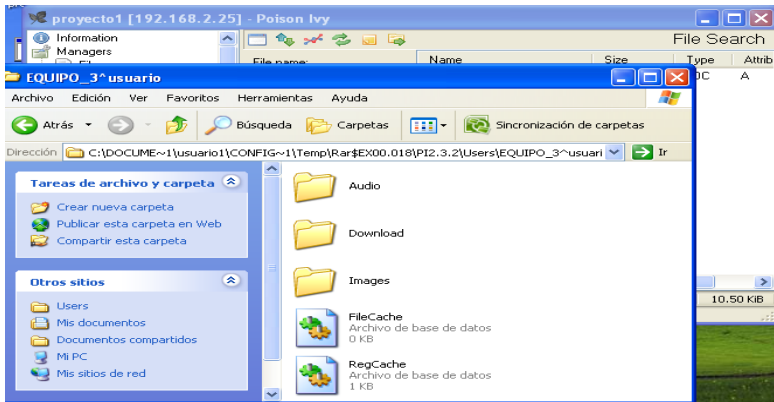 proyecto1 [192.168.2.25] - Poison Ivy
Information
Managers
File Search
File name:
Name
Size
Type
Attrib
A
EQUIPO_3^usuario
Archivo Edición Ver Favoritos Herramientas Ayuda
Atrás Búsqueda Carpetas Sincronización de carpetas
Dirección C:\DOCUME~1\usuario1\CONFIG~1\Temp\Rar$EX00.018\PI2.3.2\Users\EQUIPO_3^usuari Ir
Tareas de archivo y carpeta
Crear nueva carpeta
Publicar esta carpeta en Web
Compartir esta carpeta
Otros sitios
Users
Mis documentos
Documentos compartidos
Mi PC
Mis sitios de red
Audio
Download
Images
FileCache
Archivo de base de datos
0 KB
RegCache
Archivo de base de datos
1 KB
10.50 KiB